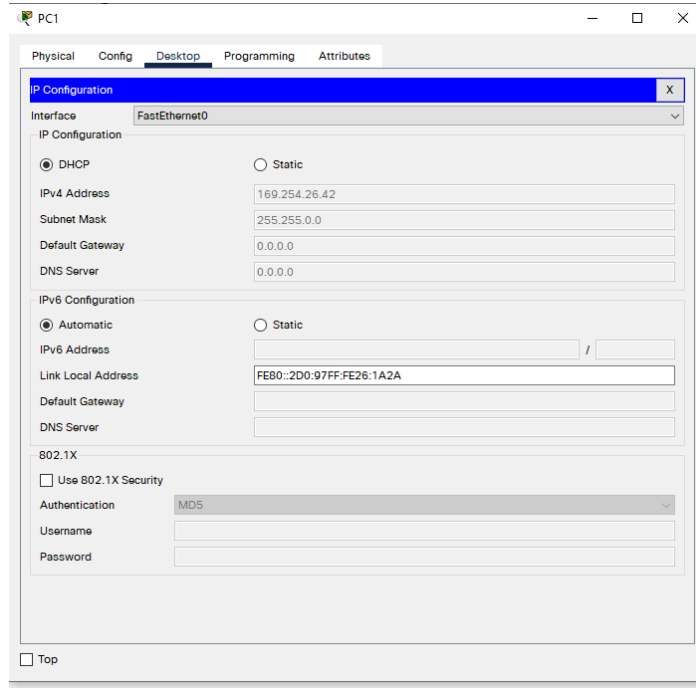 PC1
Physical Config Desktop Programming Attributes
IP Configuration X
Interface FastEthernet0
IP Configuration
DHCP Static
IPv4 Address 169.254.26.42
Subnet Mask 255.255.0.0
Default Gateway 0.0.0.0
DNS Server 0.0.0.0
IPv6 Configuration
Automatic Static
IPv6 Address /
Link Local Address FE80::2D0:97FF:FE26:1A2A
Default Gateway
DNS Server
802.1X
Use 802.1X Security
Authentication MD5
Username
Password
Top